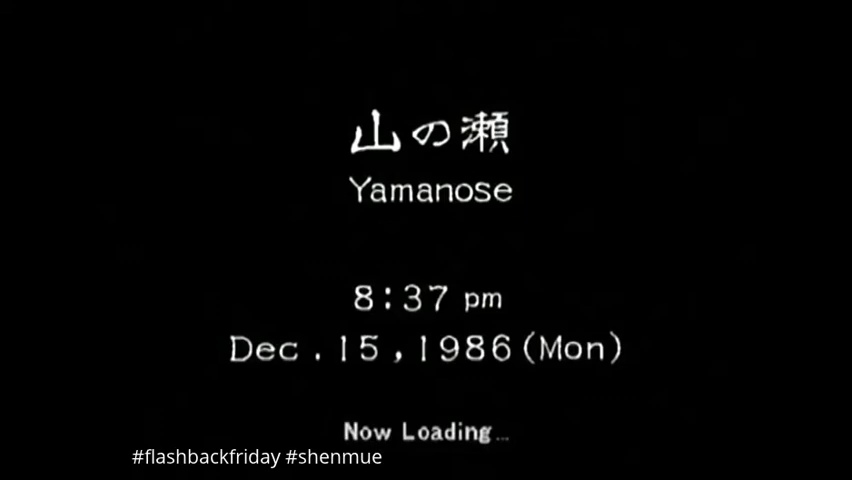 山の瀬
Yamanose
8:37 pm
Dec.15,1986(Mon)
Now Loading...
#flashbackfriday #shenmue